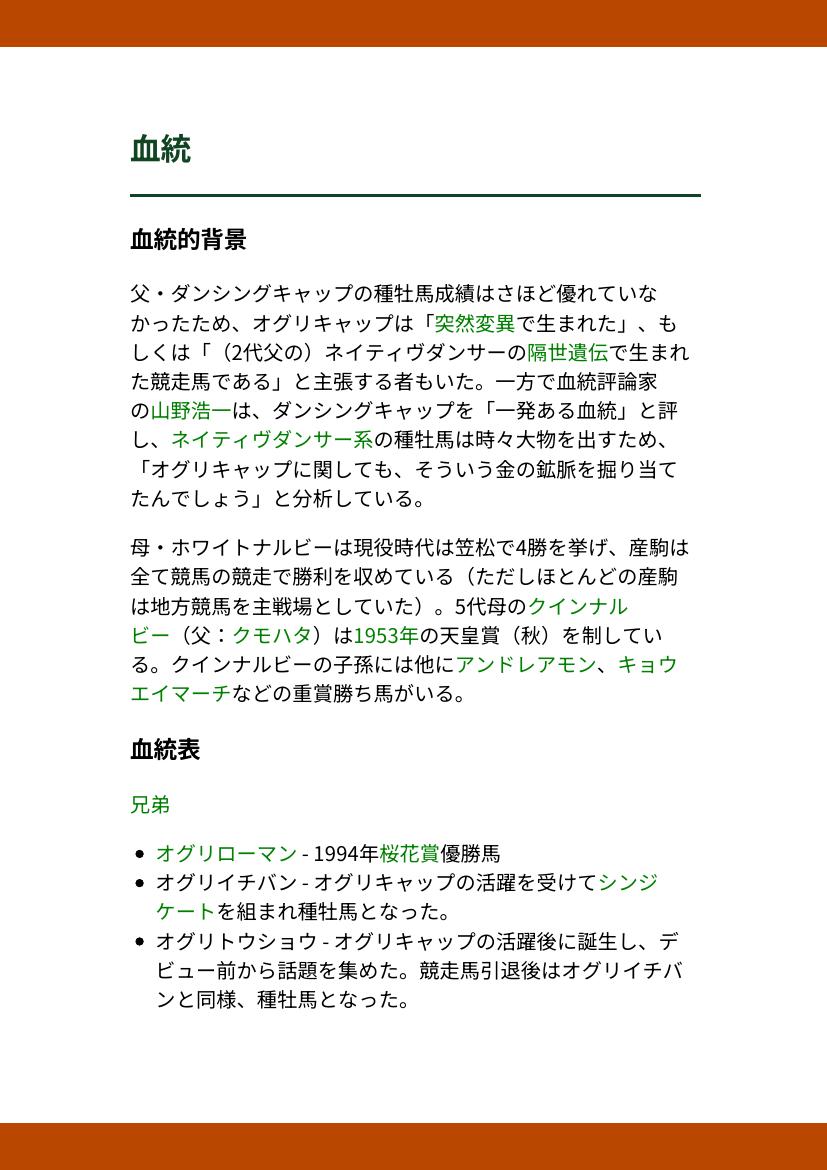 血統
血統的背景
父・ダンシングキャップの種牡馬成績はさほど優れていな
かったため、オグリキャップは「突然変異で生まれた」、も
しくは「（2代父の）ネイティヴダンサーの隔世遺伝で生まれ
た競走馬である」と主張する者もいた。一方で血統評論家
の山野浩一は、ダンシングキャップを「一発ある血統」と評
し、ネイティヴダンサー系の種牡馬は時々大物を出すため、
「オグリキャップに関しても、そういう金の鉱脈を掘り当て
たんでしょう」と分析している。
母・ホワイトナルビーは現役時代は笠松で4勝を挙げ、産駒は
全て競馬の競走で勝利を収めている（ただしほとんどの産駒
は地方競馬を主戦場としていた）。5代母のクインナル
ビー（父：クモハタ）は1953年の天皇賞（秋）を制してい
る。クインナルビーの子孫には他にアンドレアモン、キョウ
エイマーチなどの重賞勝ち馬がいる。
血統表
兄弟
• オグリローマン - 1994年桜花賞優勝馬
• オグリイチバン - オグリキャップの活躍を受けてシンジ
ケートを組まれ種牡馬となった。
• オグリトウショウ - オグリキャップの活躍後に誕生し、デ
ビュー前から話題を集めた。競走馬引退後はオグリイチバ
ンと同様、種牡馬となった。